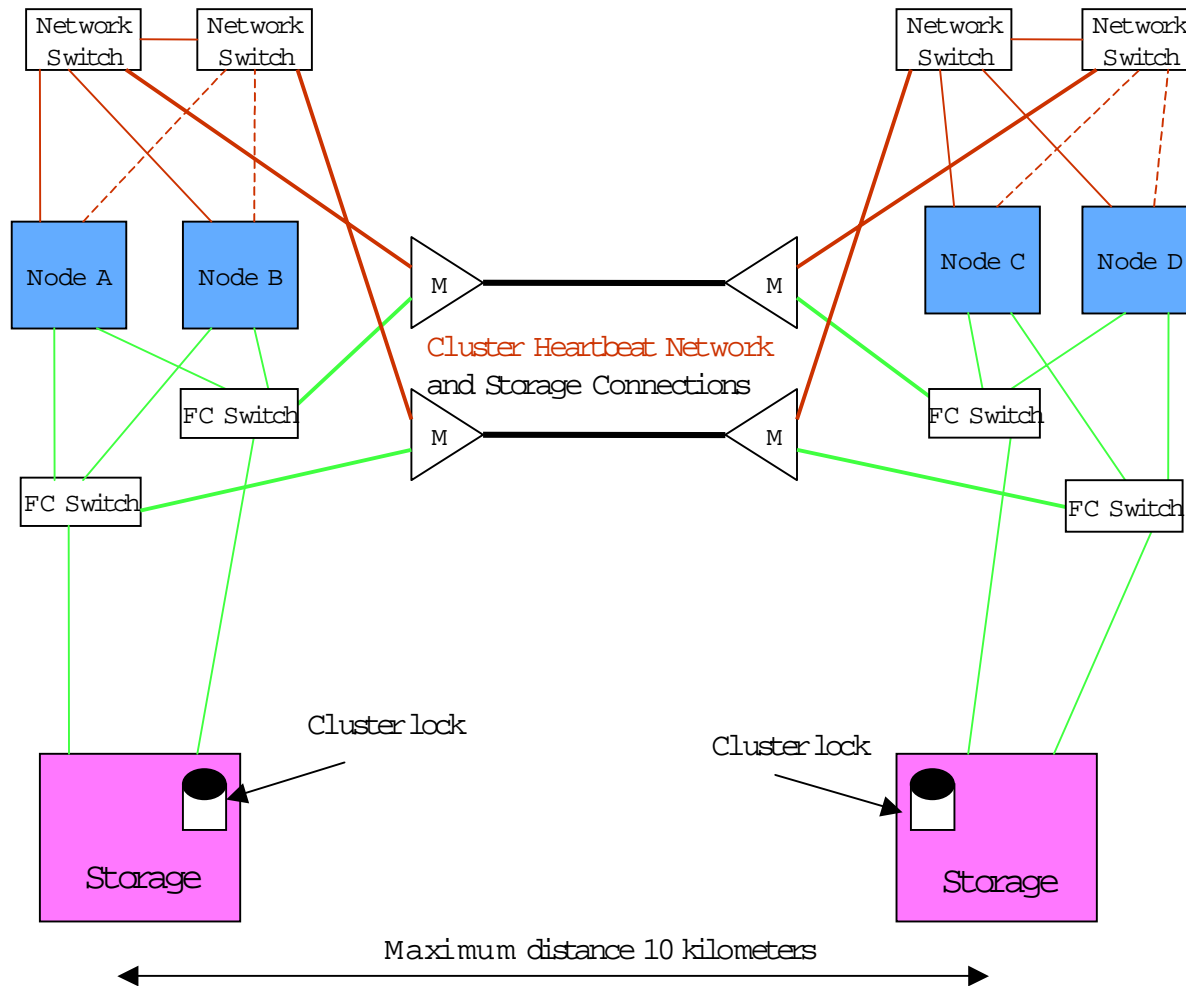 Network
Switch
Network
Switch
Network
Switch
Network
Switch
Node A
Node B
Node C
Node D
M
M
Cluster Heartbeat Network
and Storage Connections
FC Switch
FC Switch
M
M
FC Switch
FC Switch
Cluster lock
Cluster lock
Storage
Storage
Maximum distance 10 kilometers